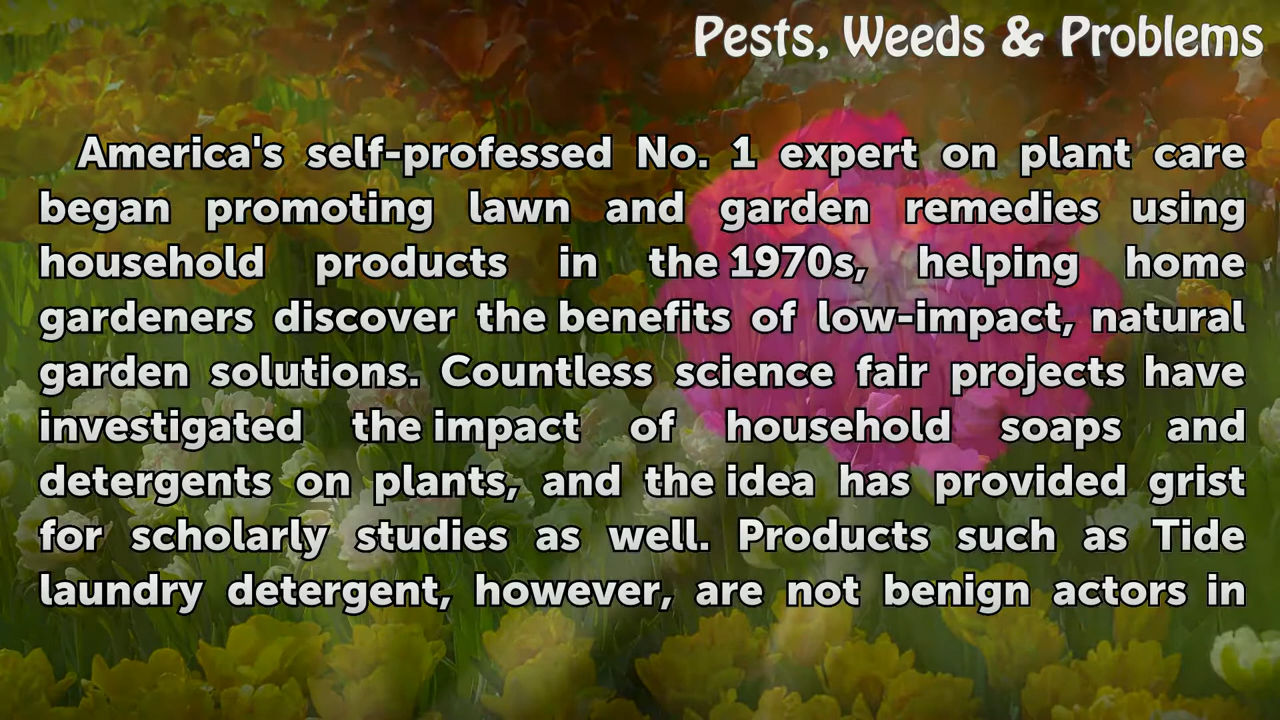 Pests, Weeds & Problems
America's self-professed No. 1 expert on plant care
began promoting lawn and garden remedies using
household products in the 1970s, helping home
gardeners discover the benefits of low-impact, natural
garden solutions. Countless science fair projects have
investigated the impact of household soaps and
detergents on plants, and the idea has provided grist
for scholarly studies as well. Products such as Tide
laundry detergent, however, are not benign actors in